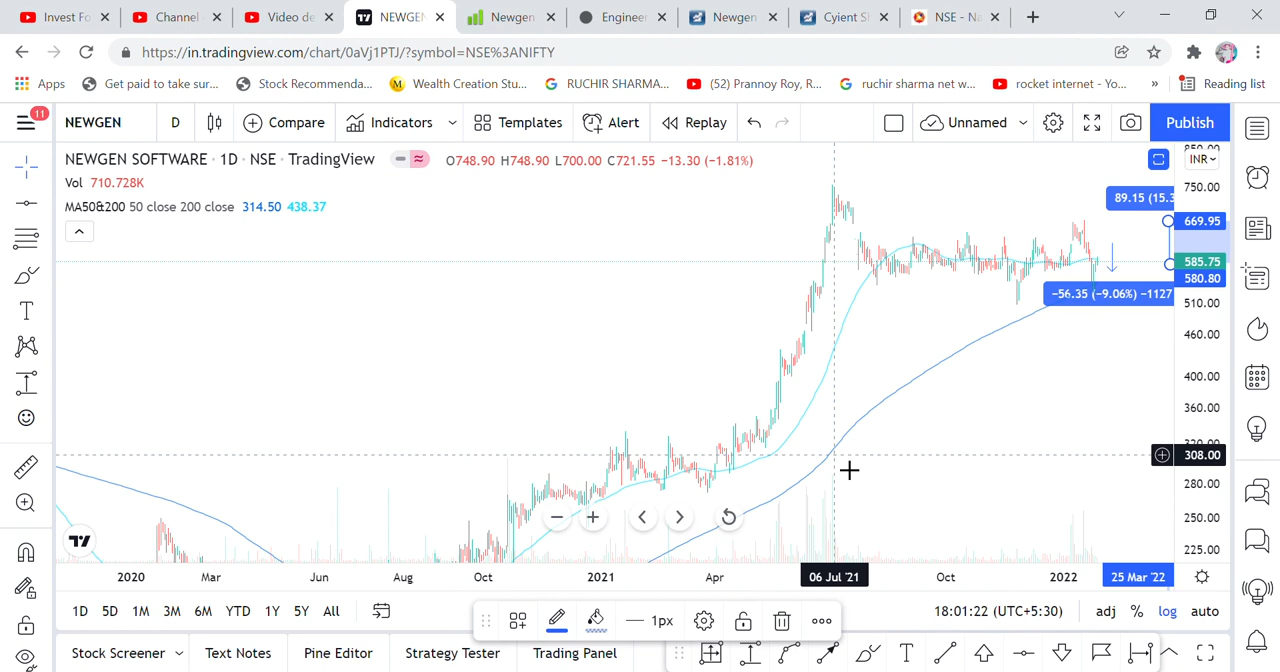 Invest Fo
Channel
Video de
NEWGEN
Newgen
Engineer
Newgen
Cyient S
NSE - Na
https://in.tradingview.com/chart/0aVj1PTJ/?symbol=NSE%3ANIFTY
Apps
Get paid to take sur...
Stock Recommenda...
Wealth Creation Stu...
RUCHIR SHARMA...
(52) Prannoy Roy, R...
ruchir sharma net w...
rocket internet - Yo...
»
Reading list
11
NEWGEN
D
Compare
Indicators
Templates
Alert
Replay
Unnamed
Publish
NEWGEN SOFTWARE · 1D · NSE · TradingView
O748.90 H748.90 L700.00 C721.55 −13.30 (−1.81%)
INR
Vol 710.728K
MA50&200 50 close 200 close 314.50 438.37
850.00
750.00
89.15 (15.3
669.95
585.75
580.80
−56.35 (−9.06%) −1127
510.00
460.00
400.00
360.00
320.00
308.00
280.00
250.00
225.00
2020 Mar Jun Aug Oct 2021 Apr 06 Jul '21 Oct 2022 25 Mar '22
1D 5D 1M 3M 6M YTD 1Y 5Y All
1px
18:01:22 (UTC+5:30)
adj % log auto
Stock Screener
Text Notes
Pine Editor
Strategy Tester
Trading Panel